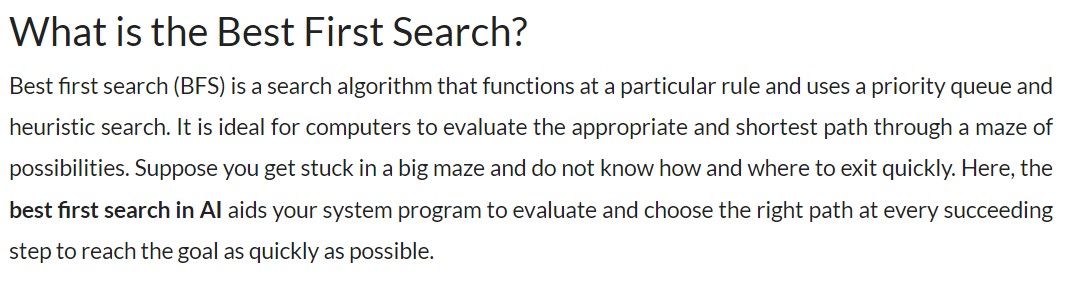 What is the Best First Search?
Best first search (BFS) is a search algorithm that functions at a particular rule and uses a priority queue and
heuristic search. It is ideal for computers to evaluate the appropriate and shortest path through a maze of
possibilities. Suppose you get stuck in a big maze and do not know how and where to exit quickly. Here, the
best first search in AI aids your system program to evaluate and choose the right path at every succeeding
step to reach the goal as quickly as possible.